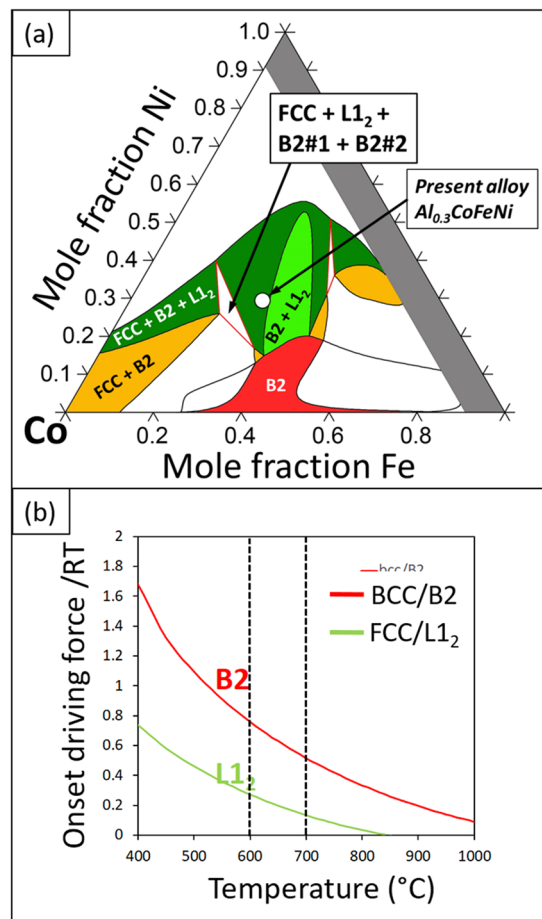 (a)
1.0
0.9
0.8
0.7
0.6
0.5
0.4
0.3
0.2
0.1
Mole fraction Ni
FCC + L1₂ +
B2#1 + B2#2
Present alloy
Al₀.₃CoFeNi
FCC + B2 + L1₂
FCC + B2
B2 + L1₂
B2
Co
0.2
0.4
0.6
0.8
Mole fraction Fe
(b)
Onset driving force /RT
2
1.8
1.6
1.4
1.2
1
0.8
0.6
0.4
0.2
0
bcc/B2
BCC/B2
FCC/L1₂
B2
L1₂
400 500 600 700 800 900 1000
Temperature (°C)